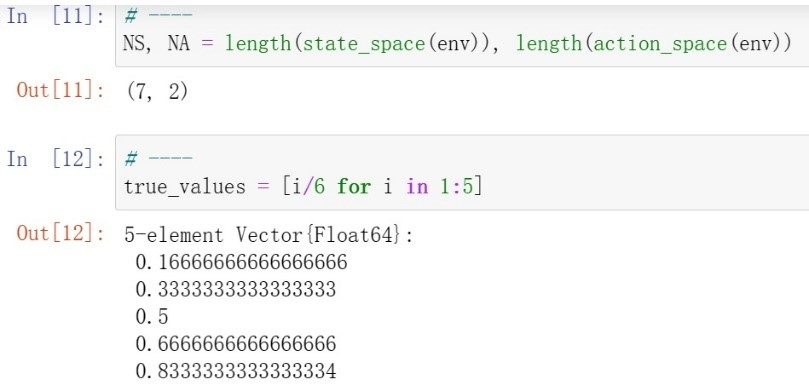 In [11]: # ----
NS, NA = length(state_space(env)), length(action_space(env))
Out[11]: (7, 2)
In [12]: # ----
true_values = [i/6 for i in 1:5]
Out[12]: 5-element Vector{Float64}:
0.16666666666666666
0.3333333333333333
0.5
0.6666666666666666
0.8333333333333334